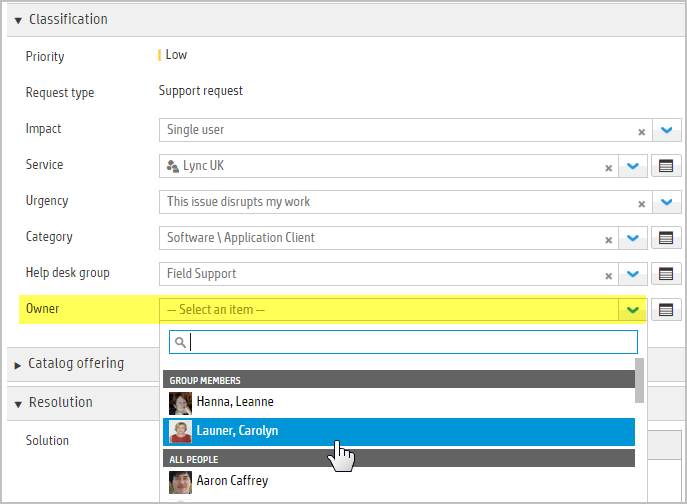 Classification
Priority Low
Request type Support request
Impact Single user
Service Lync UK
Urgency This issue disrupts my work
Category Software \ Application Client
Help desk group Field Support
Owner -- Select an item --
Catalog offering
GROUP MEMBERS
Hanna, Leanne
Resolution
Launer, Carolyn
Solution
ALL PEOPLE
Aaron Caffrey